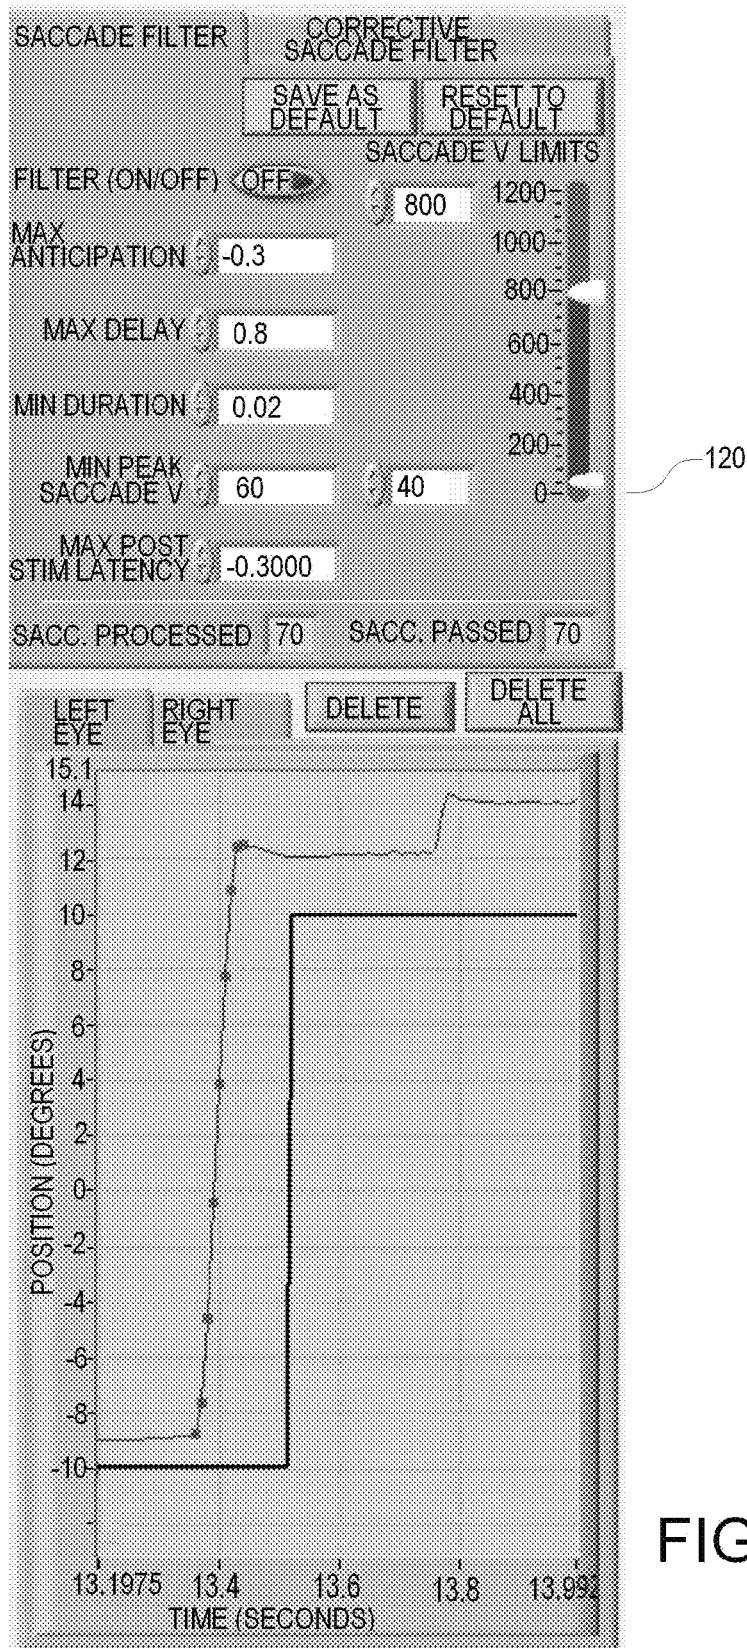 SACCADE FILTER
CORRECTIVE
SACCADE FILTER
SAVE AS
DEFAULT
RESET TO
DEFAULT
SACCADE V LIMITS
FILTER (ON/OFF) OFF
800
1200
1000
800
600
400
200
0
MAX
ANTICIPATION -0.3
MAX DELAY 0.8
MIN DURATION 0.02
MIN PEAK
SACCADE V 60
40
120
MAX POST
STIM LATENCY -0.3000
SACC. PROCESSED 70
SACC. PASSED 70
LEFT
EYE
RIGHT
EYE
DELETE
DELETE
ALL
15.1
14
12
10
8
6
4
2
0
-2
-4
-6
-8
-10
POSITION (DEGREES)
13.1975 13.4 13.6 13.8 13.992
TIME (SECONDS)
FIG